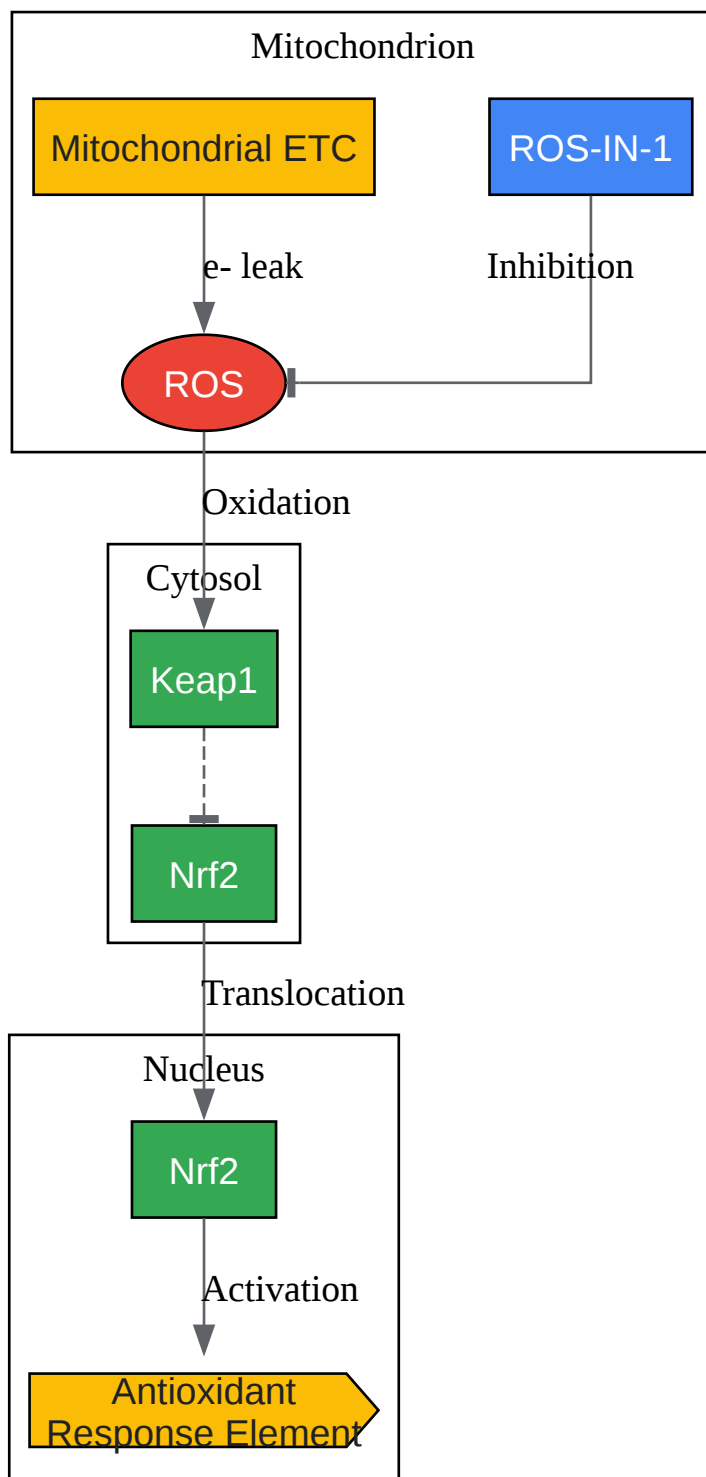 Mitochondrion
Mitochondrial ETC
ROS-IN-1
e- leak
Inhibition
ROS
Oxidation
Cytosol
Keap1
Nrf2
Translocation
Nucleus
Nrf2
Activation
Antioxidant
Response Element